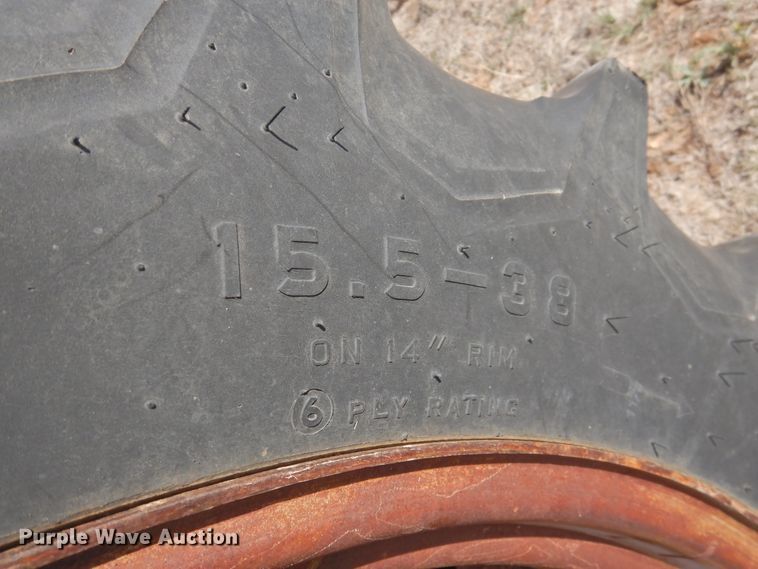 15.5-38
ON 14" RIM
6 PLY RATING
Purple Wave Auction